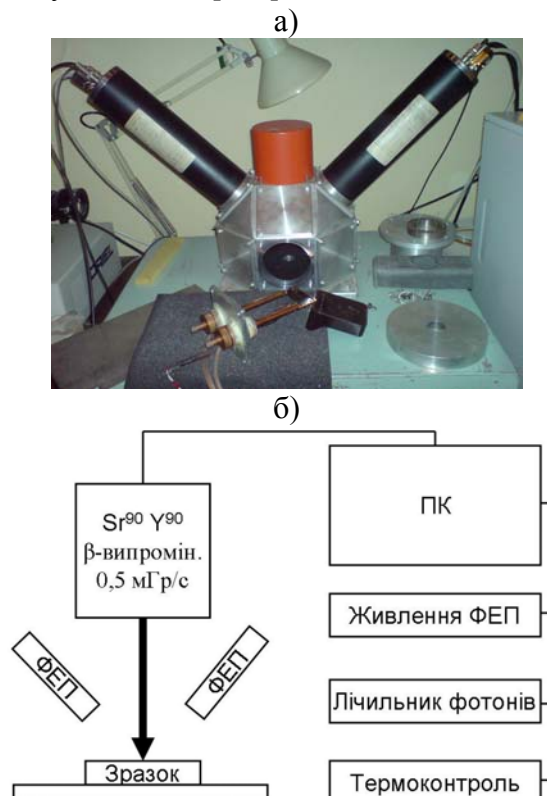 а)
б)
Sr⁹⁰ Y⁹⁰
β-випромін.
0,5 мГр/с
ПК
Живлення ФЕП
ФЕП
ФЕП
Лічильник фотонів
Зразок
Термоконтроль